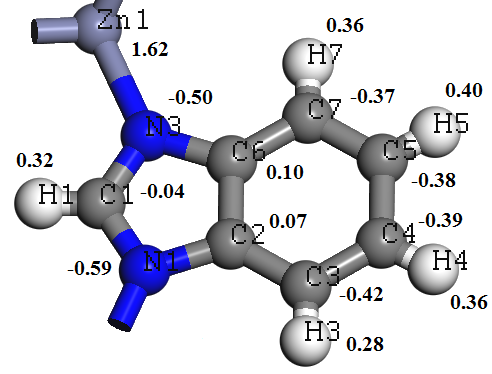 Zn1
1.62
0.36
H7
-0.50
-0.37
0.40
N3
C7
H5
C6
C5
0.32
0.10
-0.38
H1
C1
-0.04
0.07
-0.39
C2
C4
-0.59
N1
H4
C3
-0.42
0.36
H3
0.28